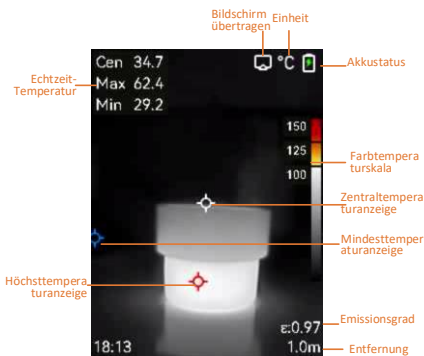 Bildschirm
übertragen
Einheit
Akkustatus
Echtzeit-
Temperatur
Cen 34.7
Max 62.4
Min 29.2
°C
150
125
100
Farbtempera
turskala
Zentraltempera
turanzeige
Mindesttemper
aturanzeige
Höchsttempera
turanzeige
ε:0.97
Emissionsgrad
18:13
1.0m
Entfernung